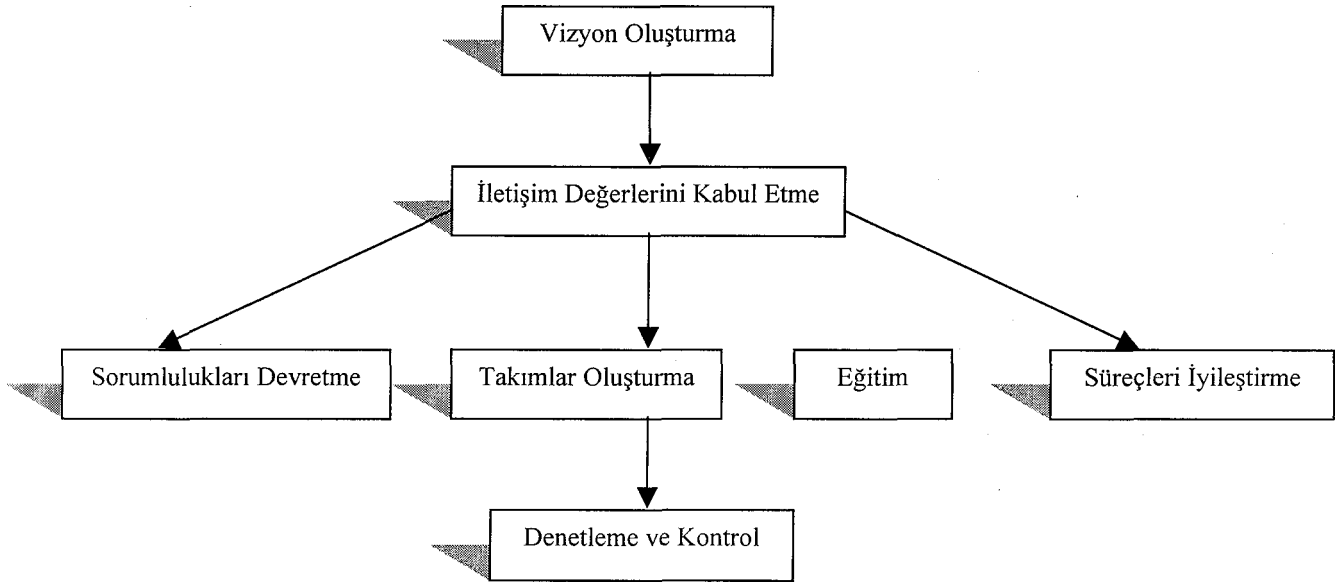 Vizyon Oluşturma
İletişim Değerlerini Kabul Etme
Sorumlulukları Devretme
Takımlar Oluşturma
Eğitim
Süreçleri İyileştirme
Denetleme ve Kontrol